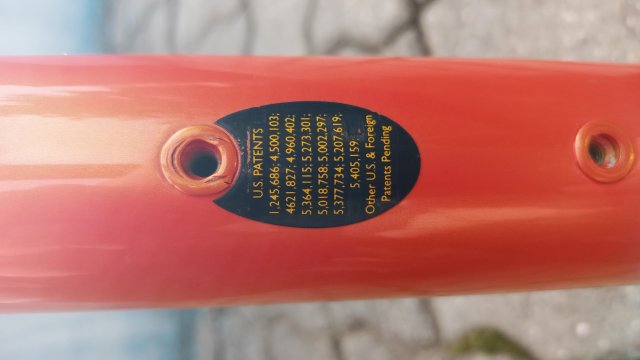 U.S. PATENTS
1,245,686; 4,500,103;
4621,827; 4,960,402;
5,364,115; 5,273,301;
5,018,758; 5,002,297;
5,377,734; 5,207,619;
5,405,159;
Other U.S. & Foreign
Patents Pending